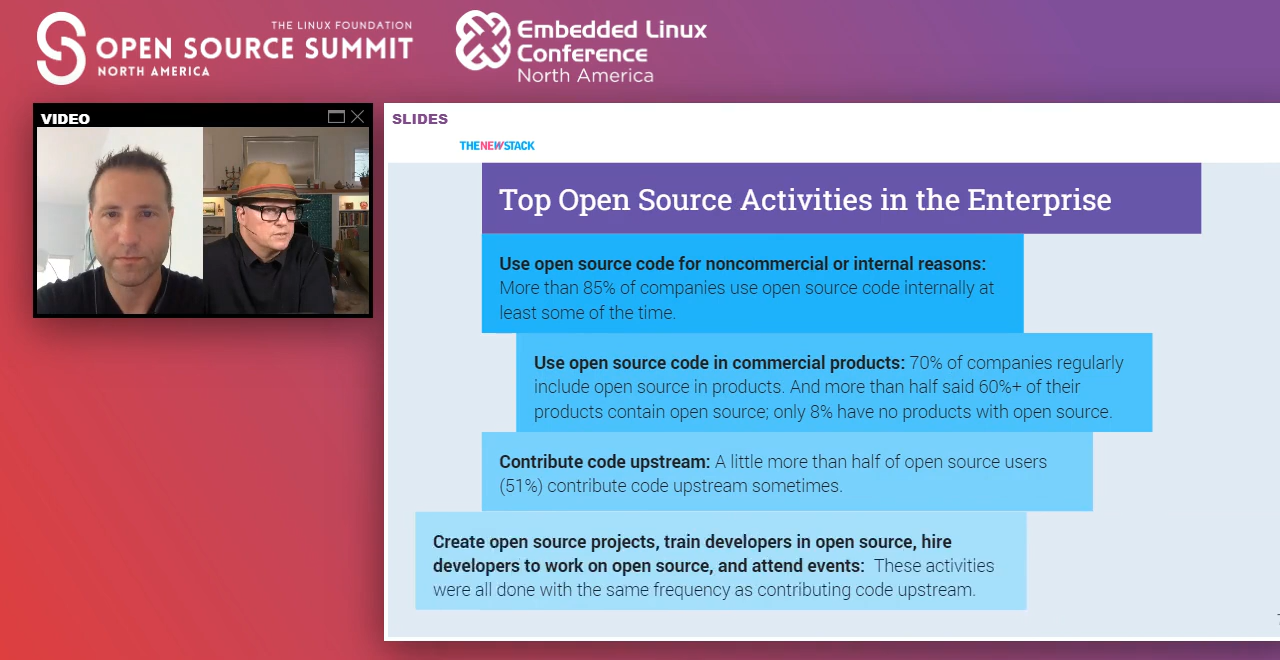 THE LINUX FOUNDATION
OPEN SOURCE SUMMIT
NORTH AMERICA
Embedded Linux
Conference
North America
VIDEO
SLIDES
THENEWSTACK
Top Open Source Activities in the Enterprise
Use open source code for noncommercial or internal reasons:
More than 85% of companies use open source code internally at
least some of the time.
Use open source code in commercial products: 70% of companies regularly
include open source in products. And more than half said 60%+ of their
products contain open source; only 8% have no products with open source.
Contribute code upstream: A little more than half of open source users
(51%) contribute code upstream sometimes.
Create open source projects, train developers in open source, hire
developers to work on open source, and attend events: These activities
were all done with the same frequency as contributing code upstream.